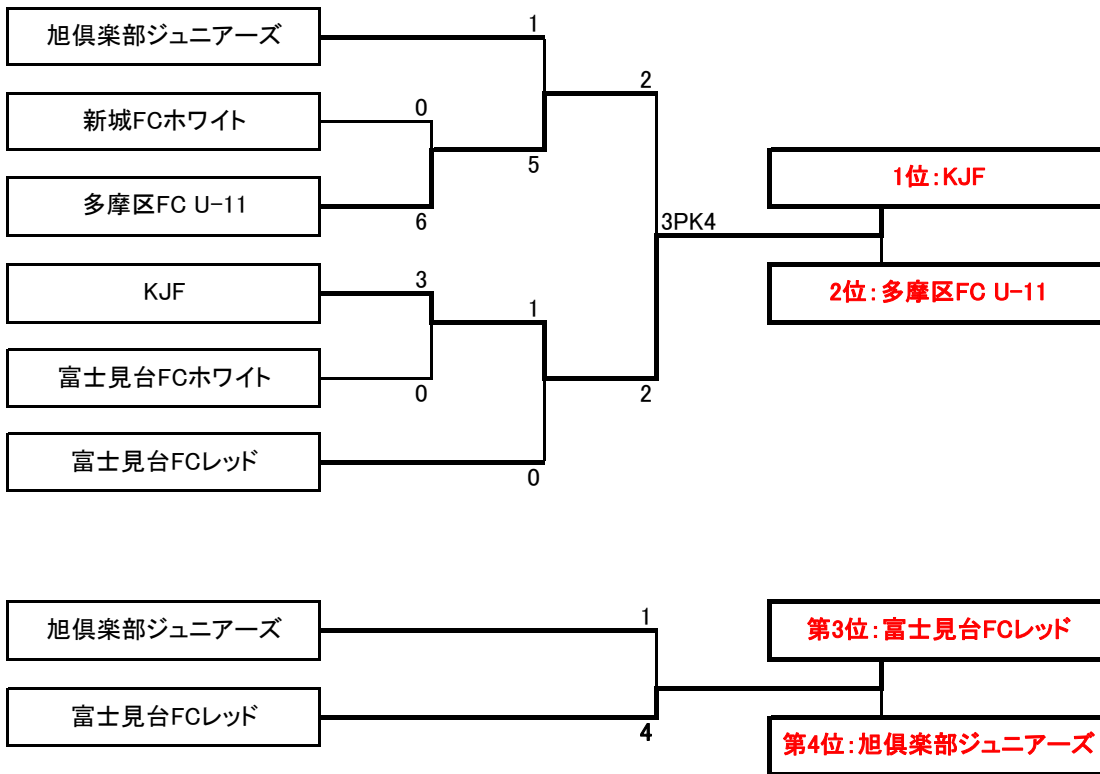 旭倶楽部ジュニアーズ
1
新城FCホワイト
0
2
5
多摩区FC U-11
6
1位:KJF
3PK4
KJF
3
1
2位:多摩区FC U-11
富士見台FCホワイト
0
2
富士見台FCレッド
0
旭倶楽部ジュニアーズ
1
第3位:富士見台FCレッド
富士見台FCレッド
4
第4位:旭倶楽部ジュニアーズ